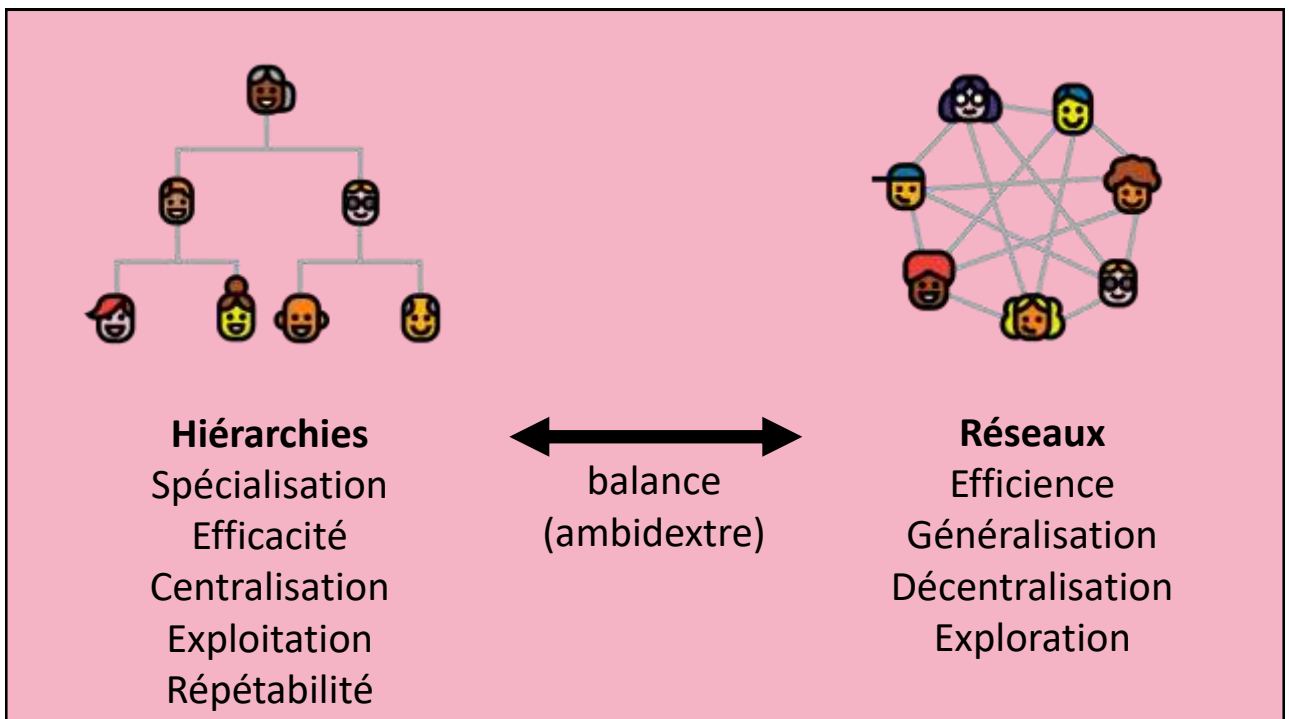 Hiérarchies
Spécialisation
Efficacité
Centralisation
Exploitation
Répétabilité
balance
(ambidextre)
Réseaux
Efficience
Généralisation
Décentralisation
Exploration